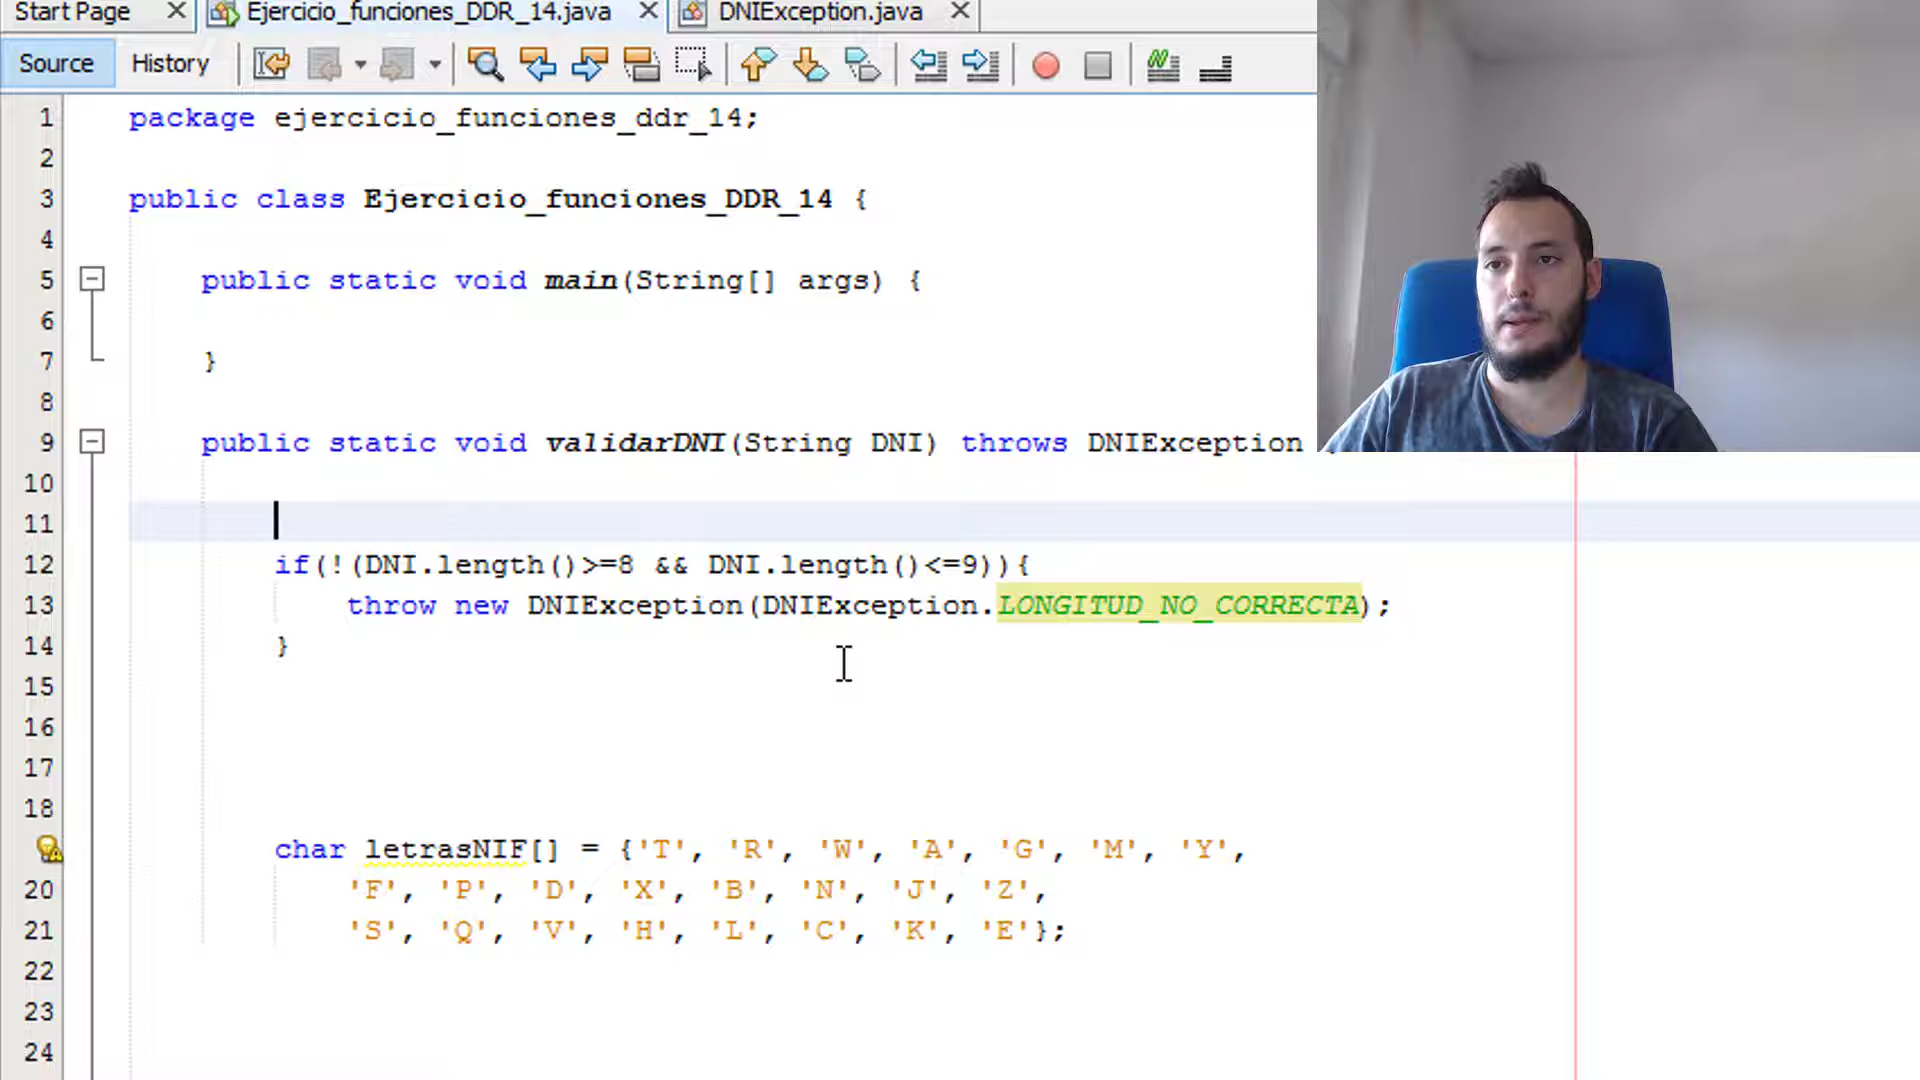 Start Page
Ejercicio_funciones_DDR_14.java
DNIException.java
Source History
1 package ejercicio_funciones_ddr_14;
2
3 public class Ejercicio_funciones_DDR_14 {
4
5 public static void main(String[] args) {
6
7 }
8
9 public static void validarDNI(String DNI) throws DNIException
10
11
12 if(!(DNI.length()>=8 && DNI.length()<=9)){
13 throw new DNIException(DNIException.LONGITUD_NO_CORRECTA);
14 }
15
16
17
18
char letrasNIF[] = {'T', 'R', 'W', 'A', 'G', 'M', 'Y',
20 'F', 'P', 'D', 'X', 'B', 'N', 'J', 'Z',
21 'S', 'Q', 'V', 'H', 'L', 'C', 'K', 'E'};
22
23
24